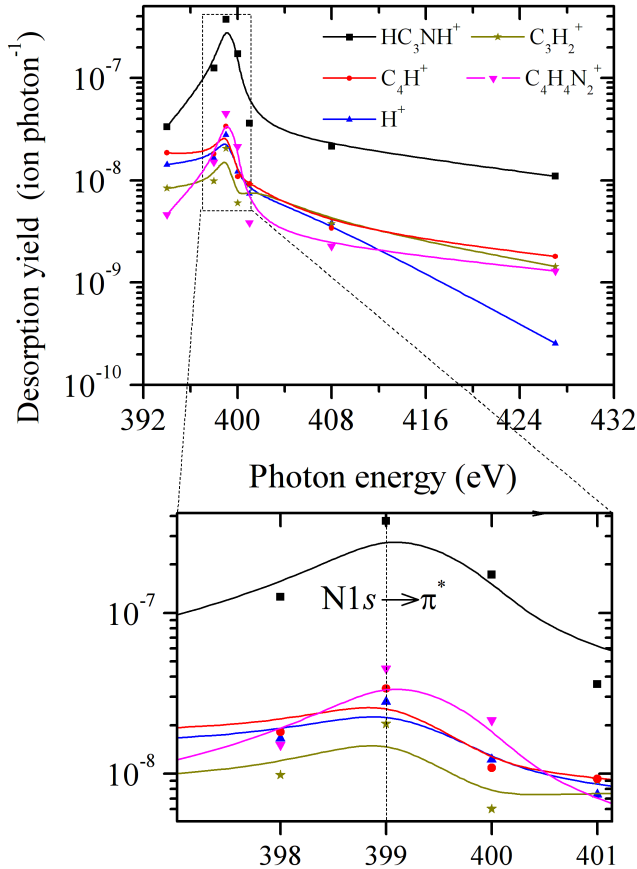 HC₃NH⁺ C₃H₂⁺
C₄H⁺ C₄H₄N₂⁺
H⁺
Desorption yield (ion photon⁻¹)
10⁻⁷
10⁻⁸
10⁻⁹
10⁻¹⁰
392 400 408 416 424 432
Photon energy (eV)
N1s→π*
10⁻⁷
10⁻⁸
398 399 400 401